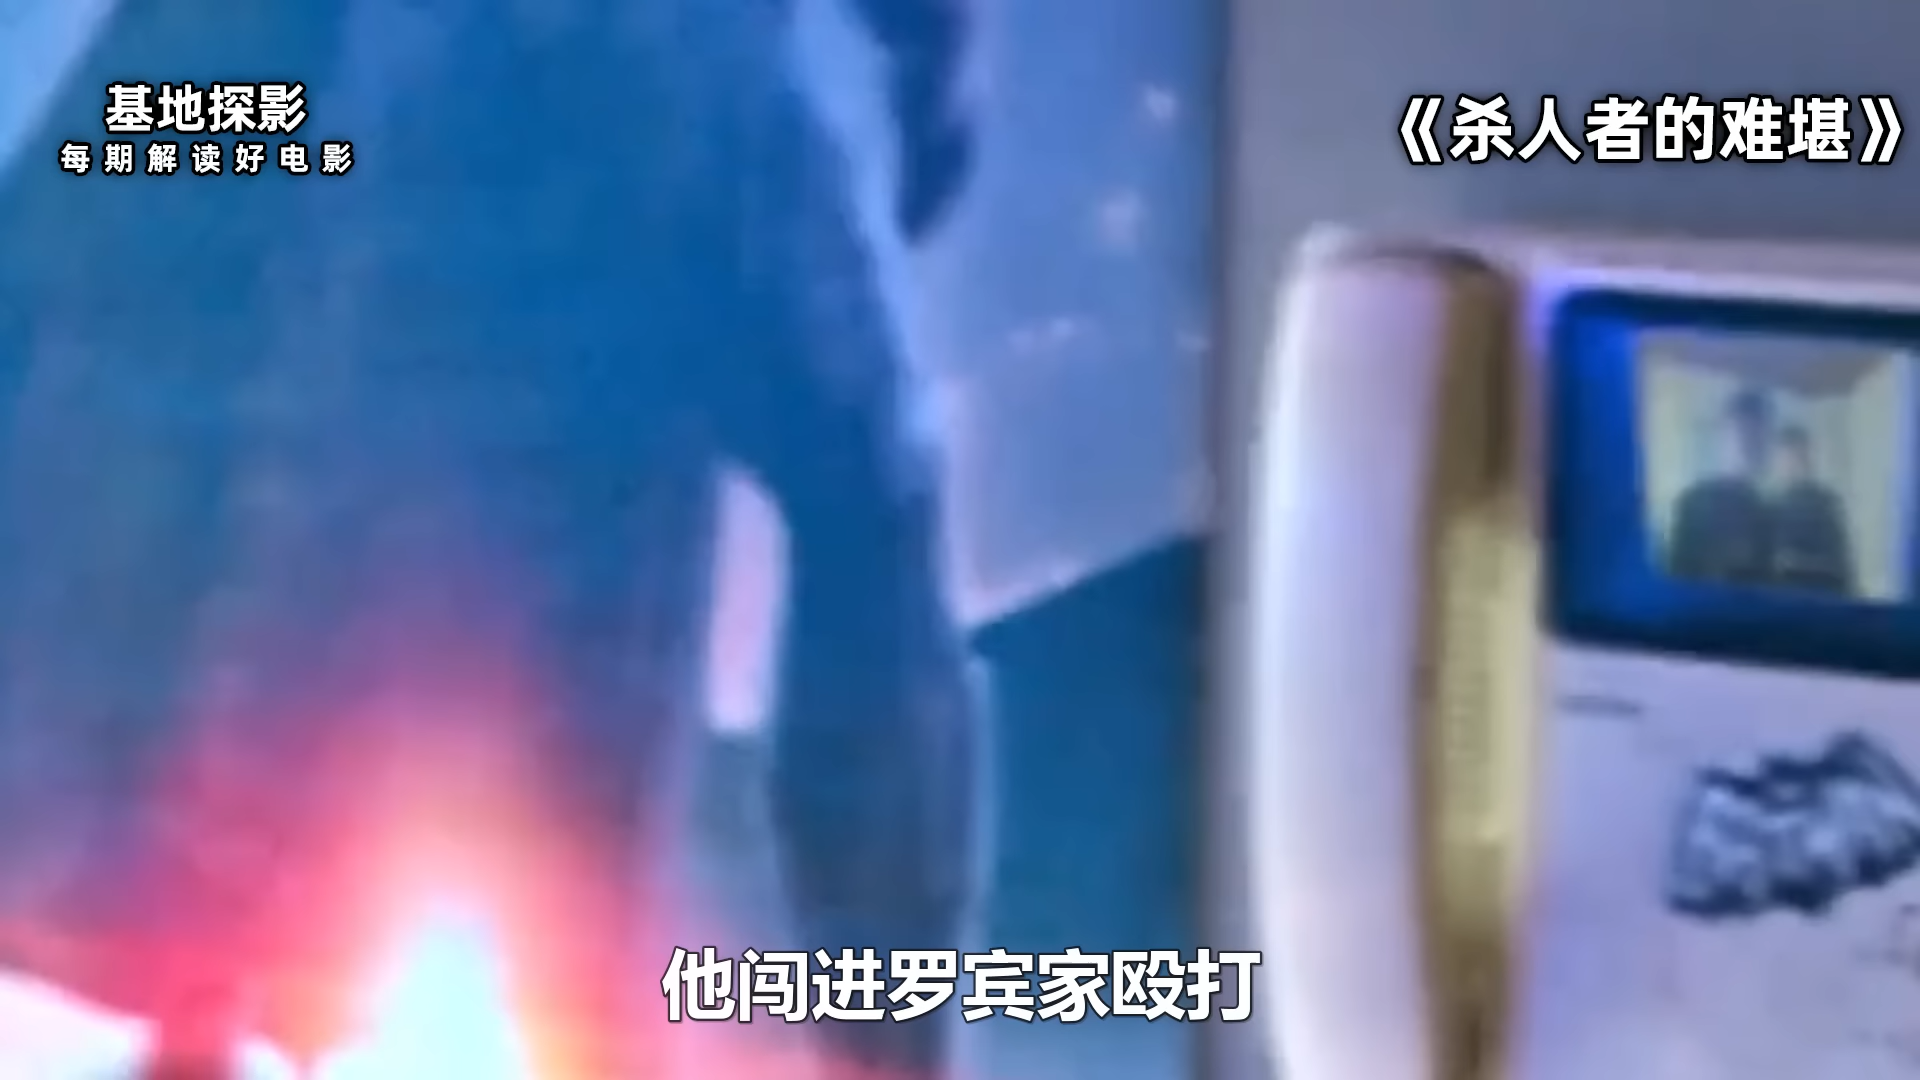 基地探影
每期解读好电影
《杀人者的难堪》
他闯进罗宾家殴打